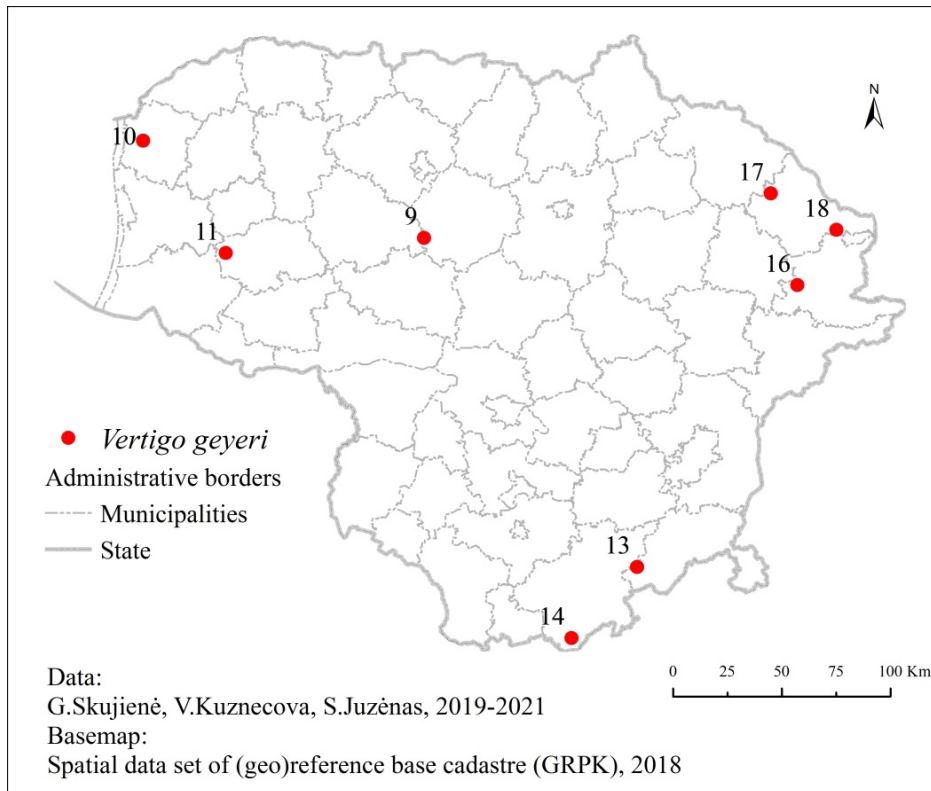 N
10
17
9
18
11
16
Vertigo geyeri
Administrative borders
Municipalities
State
13
14
0 25 50 75 100 Km
Data:
G.Skujienė, V.Kuznecova, S.Juzėnas, 2019-2021
Basemap:
Spatial data set of (geo)reference base cadastre (GRPK), 2018